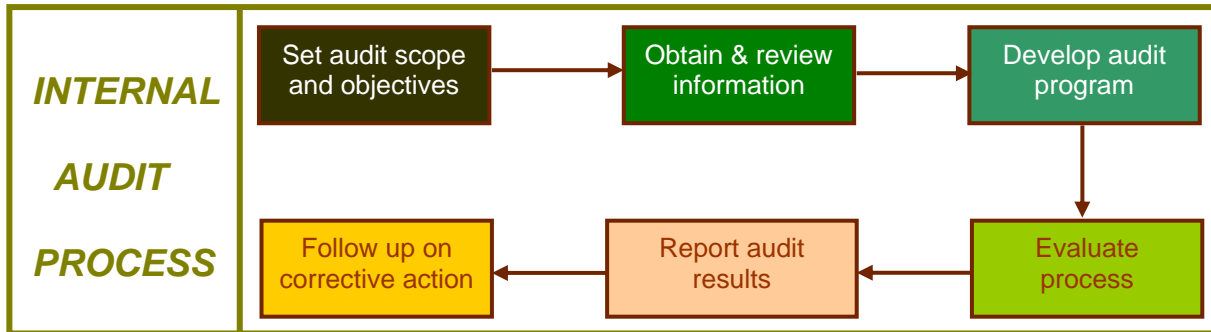 INTERNAL
AUDIT
PROCESS
Set audit scope
and objectives
Obtain & review
information
Develop audit
program
Evaluate
process
Report audit
results
Follow up on
corrective action